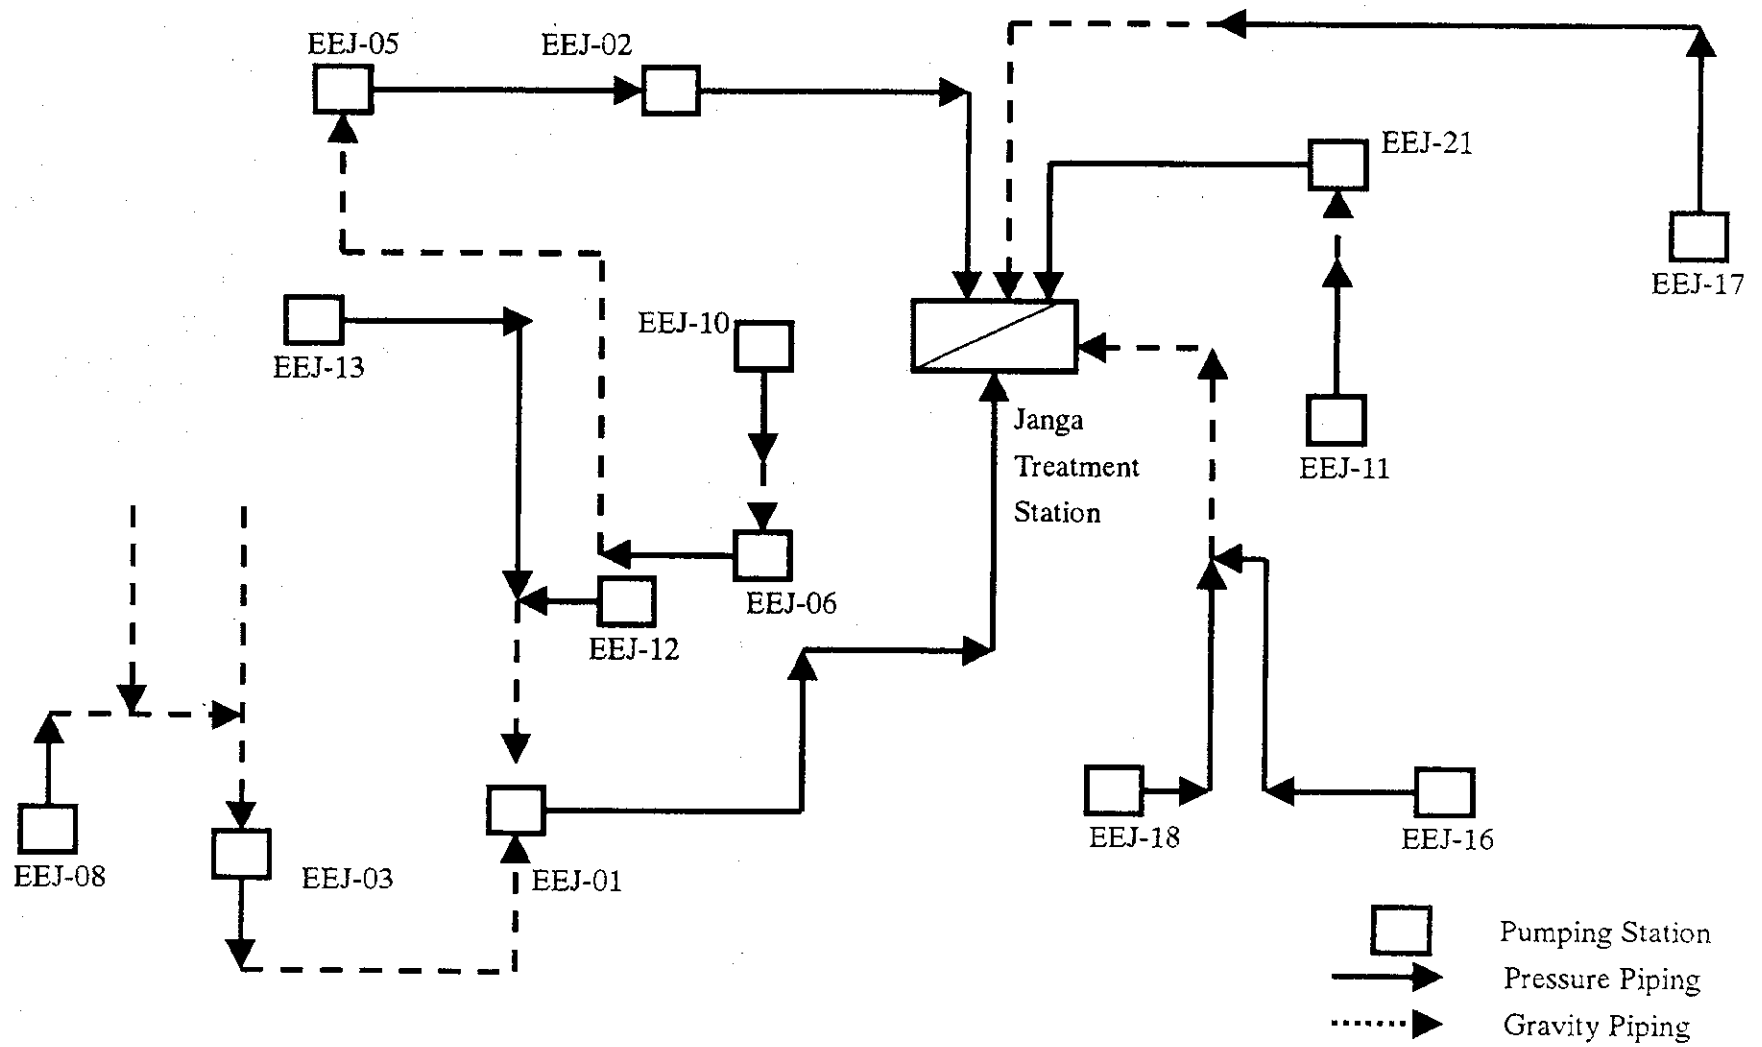 EEJ-05
EEJ-02
EEJ-21
EEJ-17
EEJ-13
EEJ-10
Janga
Treatment
Station
EEJ-11
EEJ-06
EEJ-12
EEJ-18
EEJ-16
EEJ-08
EEJ-03
EEJ-01
Pumping Station
Pressure Piping
Gravity Piping